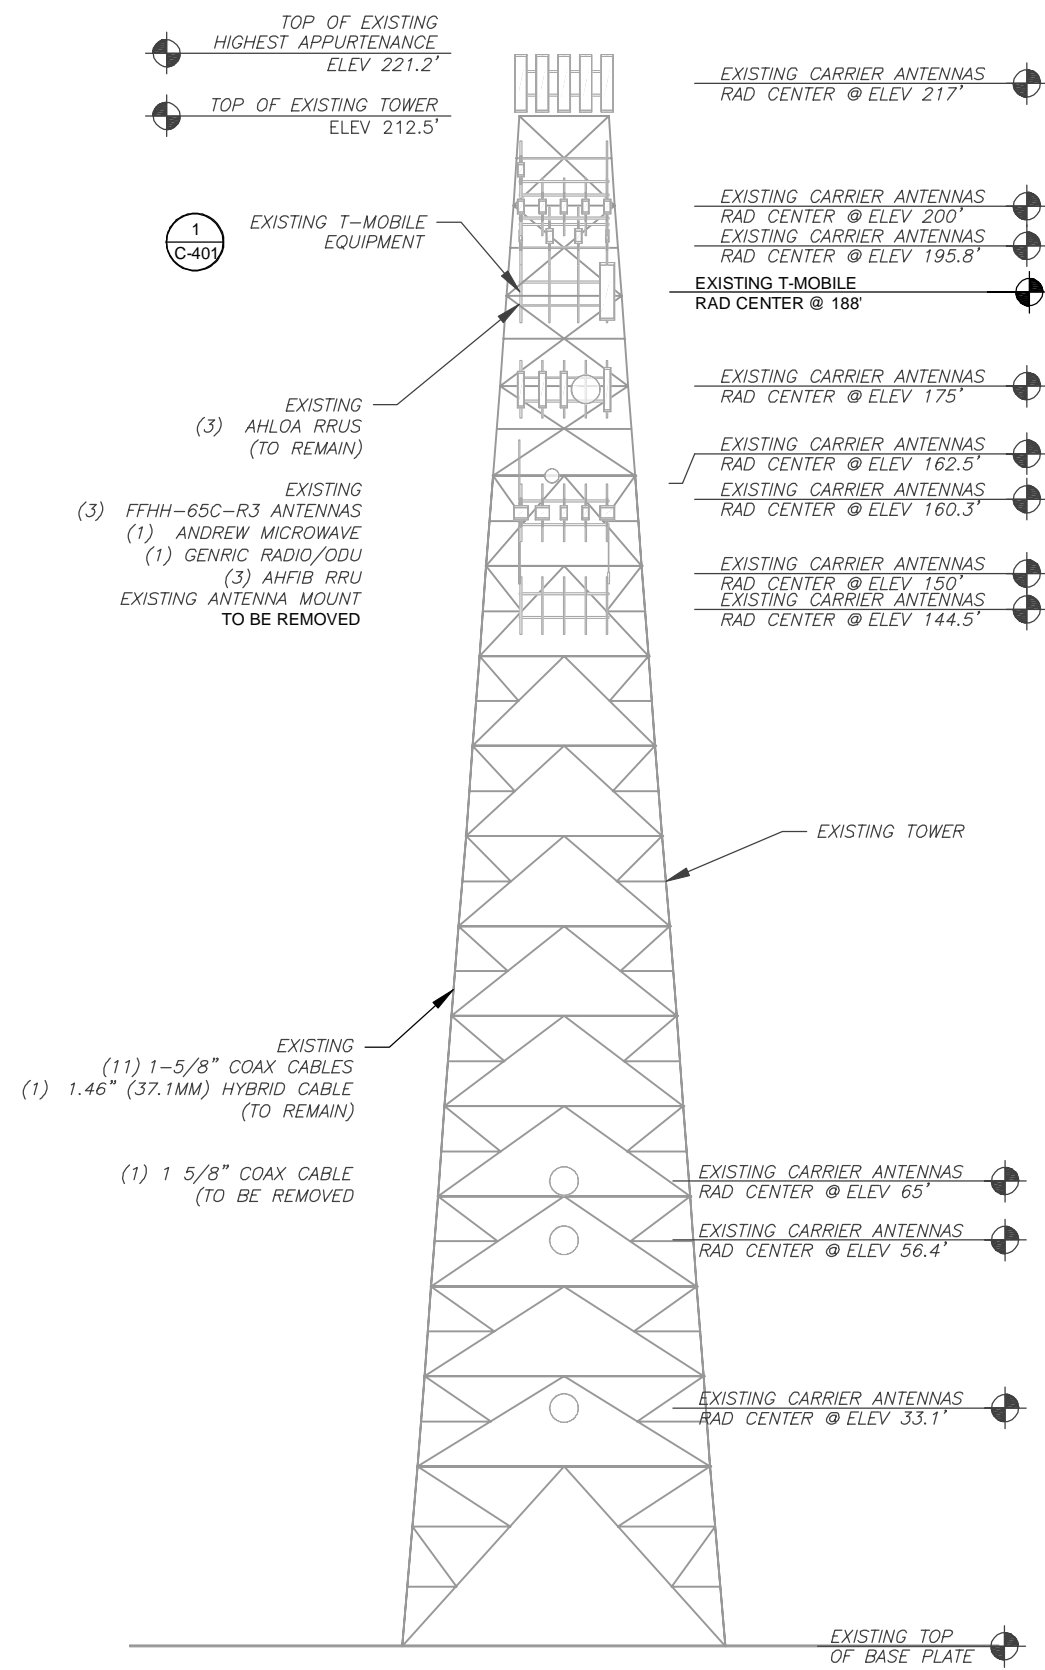 TOP OF EXISTING
HIGHEST APPURTENANCE
ELEV 221.2'
TOP OF EXISTING TOWER
ELEV 212.5'
1
C-401
EXISTING T-MOBILE
EQUIPMENT
EXISTING
(3) AHLOA RRUS
(TO REMAIN)
EXISTING
(3) FFHH-65C-R3 ANTENNAS
(1) ANDREW MICROWAVE
(1) GENRIC RADIO/ODU
(3) AHFIB RRU
EXISTING ANTENNA MOUNT
TO BE REMOVED
EXISTING
(11) 1-5/8" COAX CABLES
(1) 1.46" (37.1MM) HYBRID CABLE
(TO REMAIN)
(1) 1 5/8" COAX CABLE
(TO BE REMOVED
EXISTING CARRIER ANTENNAS
RAD CENTER @ ELEV 217'
EXISTING CARRIER ANTENNAS
RAD CENTER @ ELEV 200'
EXISTING CARRIER ANTENNAS
RAD CENTER @ ELEV 195.8'
EXISTING T-MOBILE
RAD CENTER @ 188'
EXISTING CARRIER ANTENNAS
RAD CENTER @ ELEV 175'
EXISTING CARRIER ANTENNAS
RAD CENTER @ ELEV 162.5'
EXISTING CARRIER ANTENNAS
RAD CENTER @ ELEV 160.3'
EXISTING CARRIER ANTENNAS
RAD CENTER @ ELEV 150'
EXISTING CARRIER ANTENNAS
RAD CENTER @ ELEV 144.5'
EXISTING TOWER
EXISTING CARRIER ANTENNAS
RAD CENTER @ ELEV 65'
EXISTING CARRIER ANTENNAS
RAD CENTER @ ELEV 56.4'
EXISTING CARRIER ANTENNAS
RAD CENTER @ ELEV 33.1'
EXISTING TOP
OF BASE PLATE